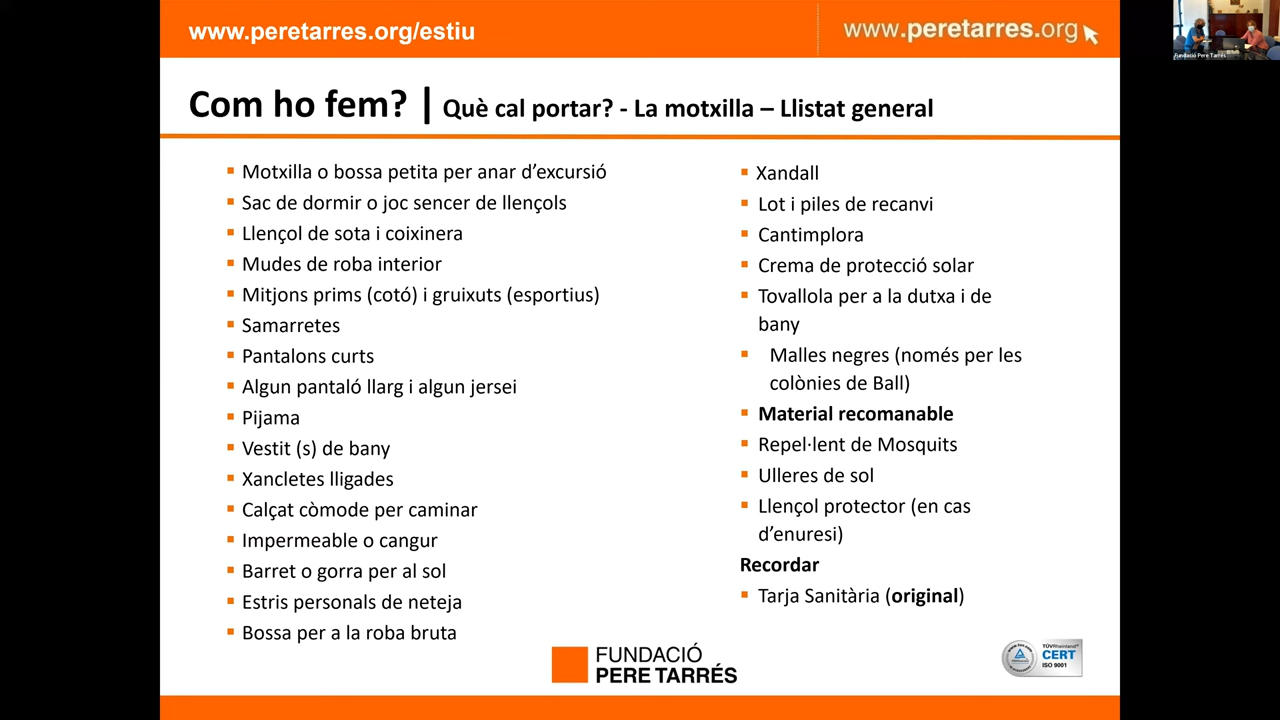 www.peretarres.org/estiu
www.peretarres.org
Fundació Pere Tarrés
Com ho fem? | Què cal portar? - La motxilla – Llistat general
▪ Motxilla o bossa petita per anar d’excursió
▪ Sac de dormir o joc sencer de llençols
▪ Llençol de sota i coixinera
▪ Mudes de roba interior
▪ Mitjons prims (cotó) i gruixuts (esportius)
▪ Samarretes
▪ Pantalons curts
▪ Algun pantaló llarg i algun jersei
▪ Pijama
▪ Vestit (s) de bany
▪ Xancletes lligades
▪ Calçat còmode per caminar
▪ Impermeable o cangur
▪ Barret o gorra per al sol
▪ Estris personals de neteja
▪ Bossa per a la roba bruta
▪ Xandall
▪ Lot i piles de recanvi
▪ Cantimplora
▪ Crema de protecció solar
▪ Tovallola per a la dutxa i de
bany
▪ Malles negres (només per les
colònies de Ball)
▪ Material recomanable
▪ Repel·lent de Mosquits
▪ Ulleres de sol
▪ Llençol protector (en cas
d’enuresi)
Recordar
▪ Tarja Sanitària (original)
FUNDACIÓ
PERE TARRÉS
TÜVRheinland
CERT
ISO 9001